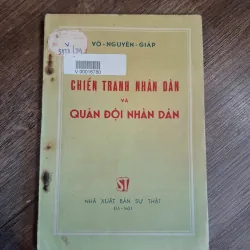 VÕ-NGUYÊN-GIÁP
CHIẾN TRANH NHÂN DÂN
VÀ
QUÂN ĐỘI NHÂN DÂN
ST
NHÀ XUẤT BẢN SỰ THẬT
HÀ-NỘI